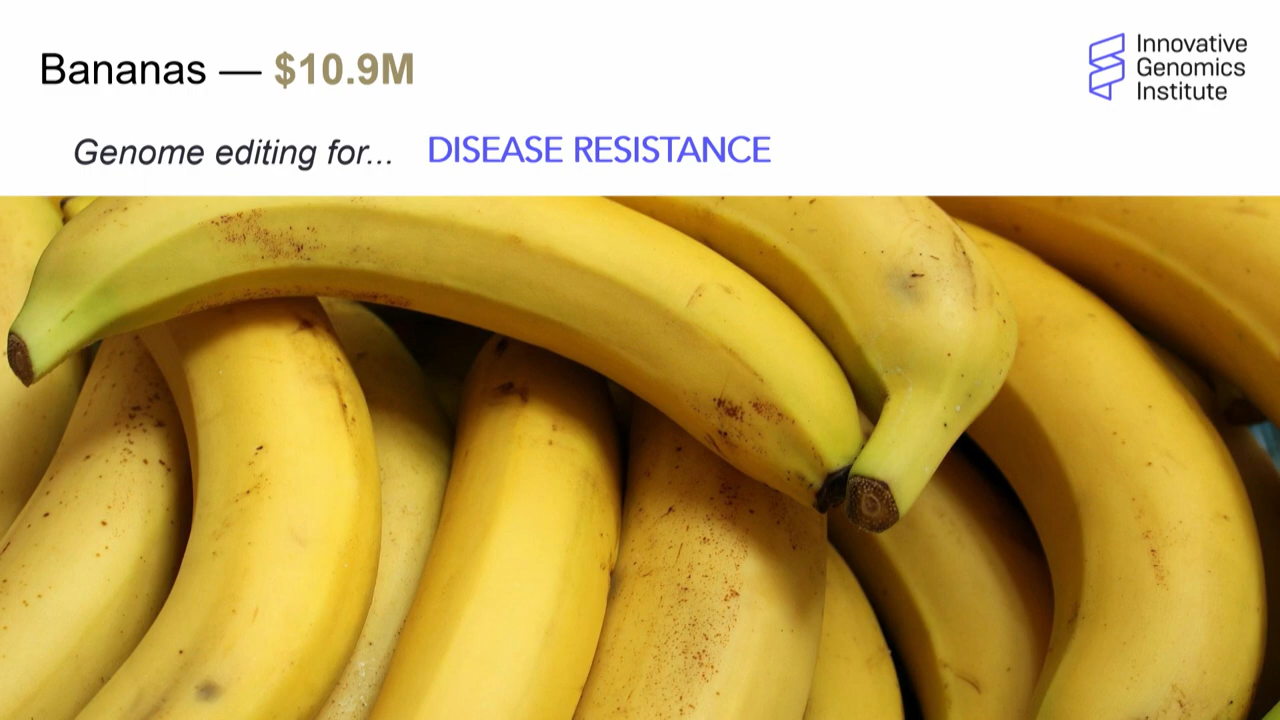 Bananas — $10.9M
Innovative
Genomics
Institute
Genome editing for... DISEASE RESISTANCE